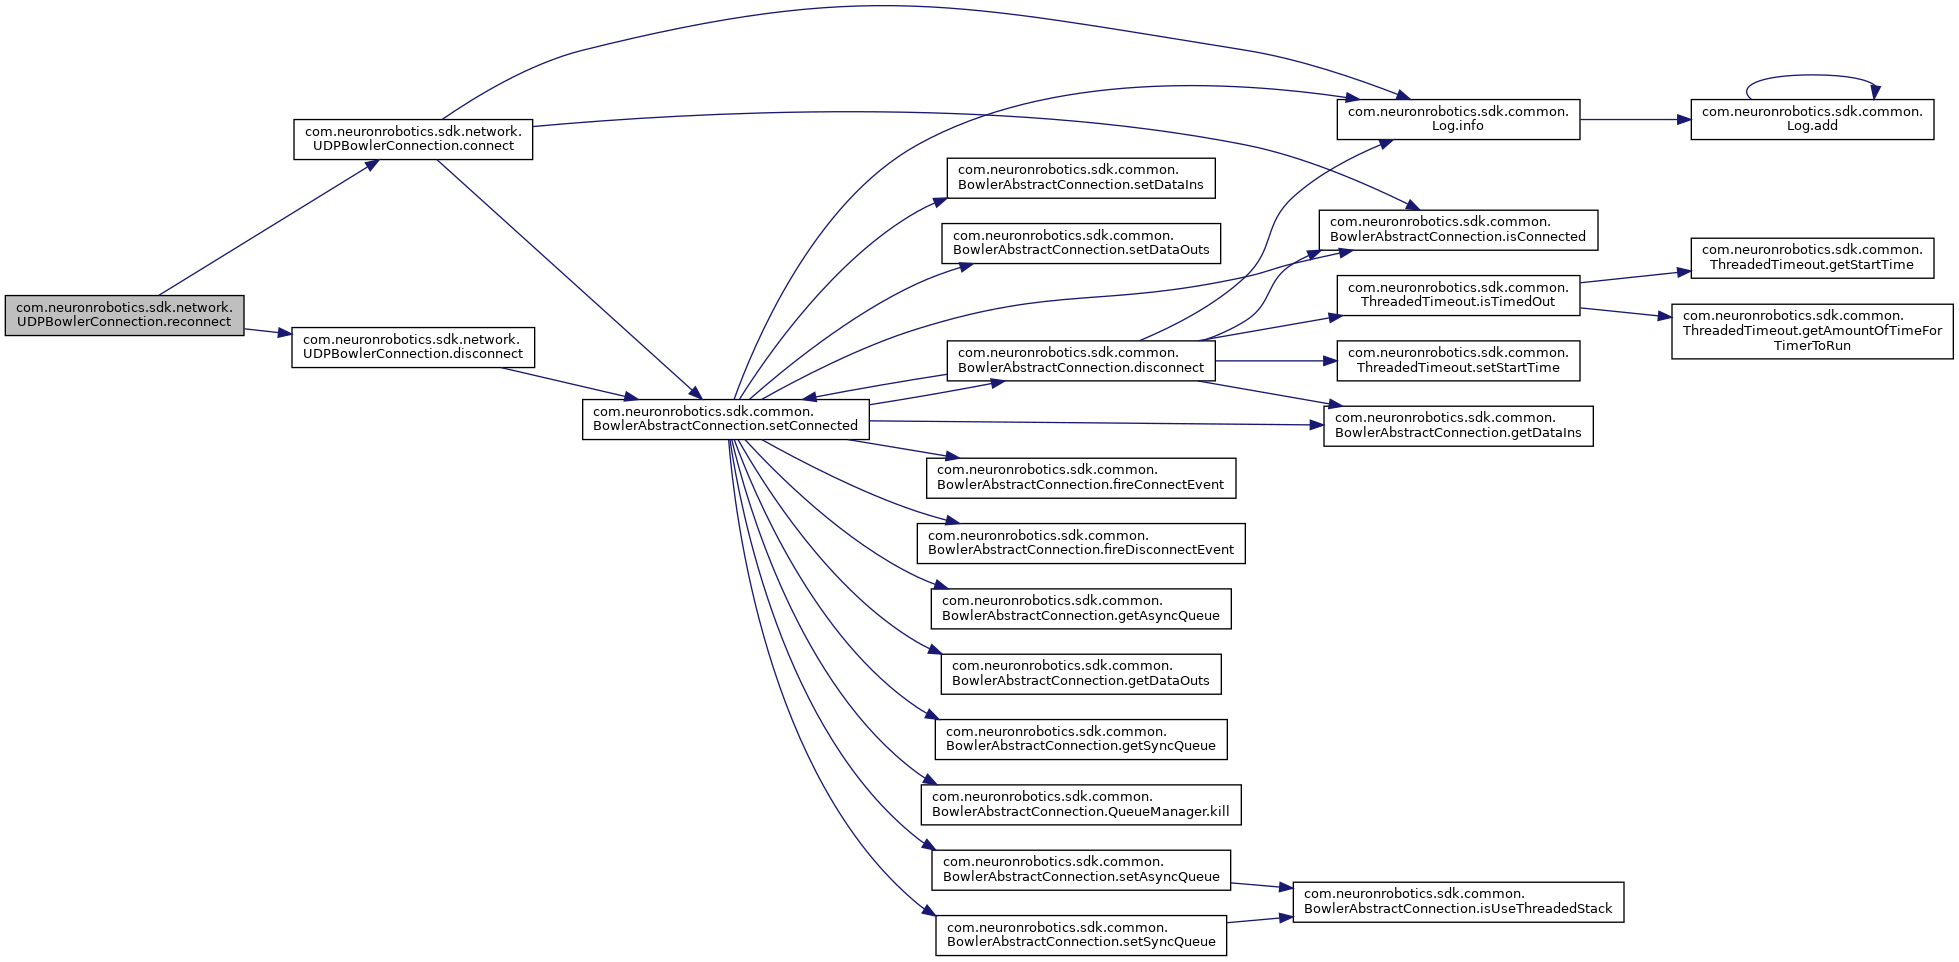 com.neuronrobotics.sdk.network.
UDPBowlerConnection.reconnect
com.neuronrobotics.sdk.network.
UDPBowlerConnection.connect
com.neuronrobotics.sdk.network.
UDPBowlerConnection.disconnect
com.neuronrobotics.sdk.common.
BowlerAbstractConnection.setConnected
com.neuronrobotics.sdk.common.
BowlerAbstractConnection.setDataIns
com.neuronrobotics.sdk.common.
BowlerAbstractConnection.setDataOuts
com.neuronrobotics.sdk.common.
BowlerAbstractConnection.disconnect
com.neuronrobotics.sdk.common.
BowlerAbstractConnection.fireConnectEvent
com.neuronrobotics.sdk.common.
BowlerAbstractConnection.fireDisconnectEvent
com.neuronrobotics.sdk.common.
BowlerAbstractConnection.getAsyncQueue
com.neuronrobotics.sdk.common.
BowlerAbstractConnection.getDataOuts
com.neuronrobotics.sdk.common.
BowlerAbstractConnection.getSyncQueue
com.neuronrobotics.sdk.common.
BowlerAbstractConnection.QueueManager.kill
com.neuronrobotics.sdk.common.
BowlerAbstractConnection.setAsyncQueue
com.neuronrobotics.sdk.common.
BowlerAbstractConnection.setSyncQueue
com.neuronrobotics.sdk.common.
Log.info
com.neuronrobotics.sdk.common.
BowlerAbstractConnection.isConnected
com.neuronrobotics.sdk.common.
ThreadedTimeout.isTimedOut
com.neuronrobotics.sdk.common.
ThreadedTimeout.setStartTime
com.neuronrobotics.sdk.common.
BowlerAbstractConnection.getDataIns
com.neuronrobotics.sdk.common.
BowlerAbstractConnection.isUseThreadedStack
com.neuronrobotics.sdk.common.
Log.add
com.neuronrobotics.sdk.common.
ThreadedTimeout.getStartTime
com.neuronrobotics.sdk.common.
ThreadedTimeout.getAmountOfTimeFor
TimerToRun